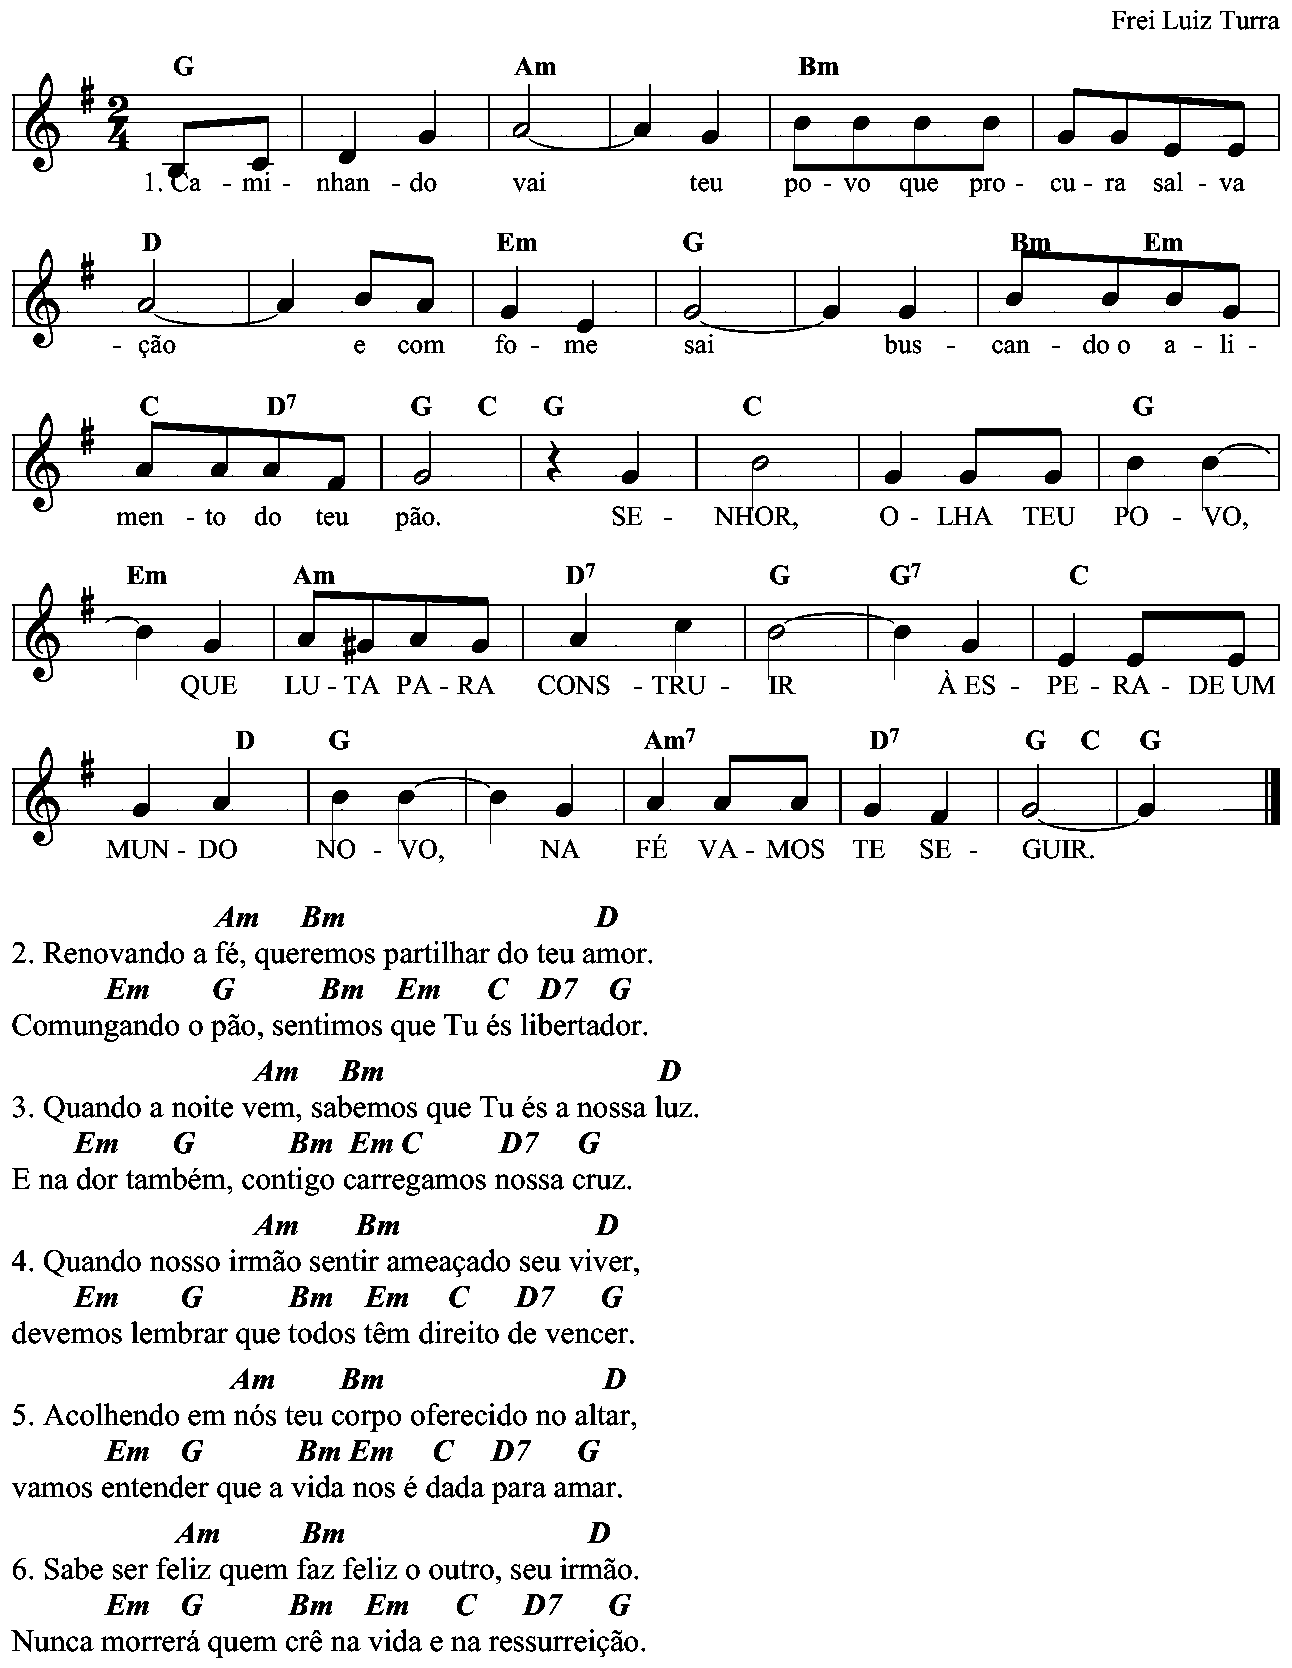 Frei Luiz Turra
G Am Bm
2
4
1. Ca - mi - nhan - do vai teu po - vo que pro - cu - ra sal - va
D Em G Bm Em
- ção e com fo - me sai bus - can - do o a - li -
C D7 G C G C G
men - to do teu pão. SE - NHOR, O - LHA TEU PO - VO,
Em Am D7 G G7 C
QUE LU - TA PA - RA CONS - TRU - IR À ES - PE - RA - DE UM
D G Am7 D7 G C G
MUN - DO NO - VO, NA FÉ VA - MOS TE SE - GUIR.
Am Bm D
2. Renovando a fé, queremos partilhar do teu amor.
Em G Bm Em C D7 G
Comungando o pão, sentimos que Tu és libertador.
Am Bm D
3. Quando a noite vem, sabemos que Tu és a nossa luz.
Em G Bm Em C D7 G
E na dor também, contigo carregamos nossa cruz.
Am Bm D
4. Quando nosso irmão sentir ameaçado seu viver,
Em G Bm Em C D7 G
devemos lembrar que todos têm direito de vencer.
Am Bm D
5. Acolhendo em nós teu corpo oferecido no altar,
Em G Bm Em C D7 G
vamos entender que a vida nos é dada para amar.
Am Bm D
6. Sabe ser feliz quem faz feliz o outro, seu irmão.
Em G Bm Em C D7 G
Nunca morrerá quem crê na vida e na ressurreição.